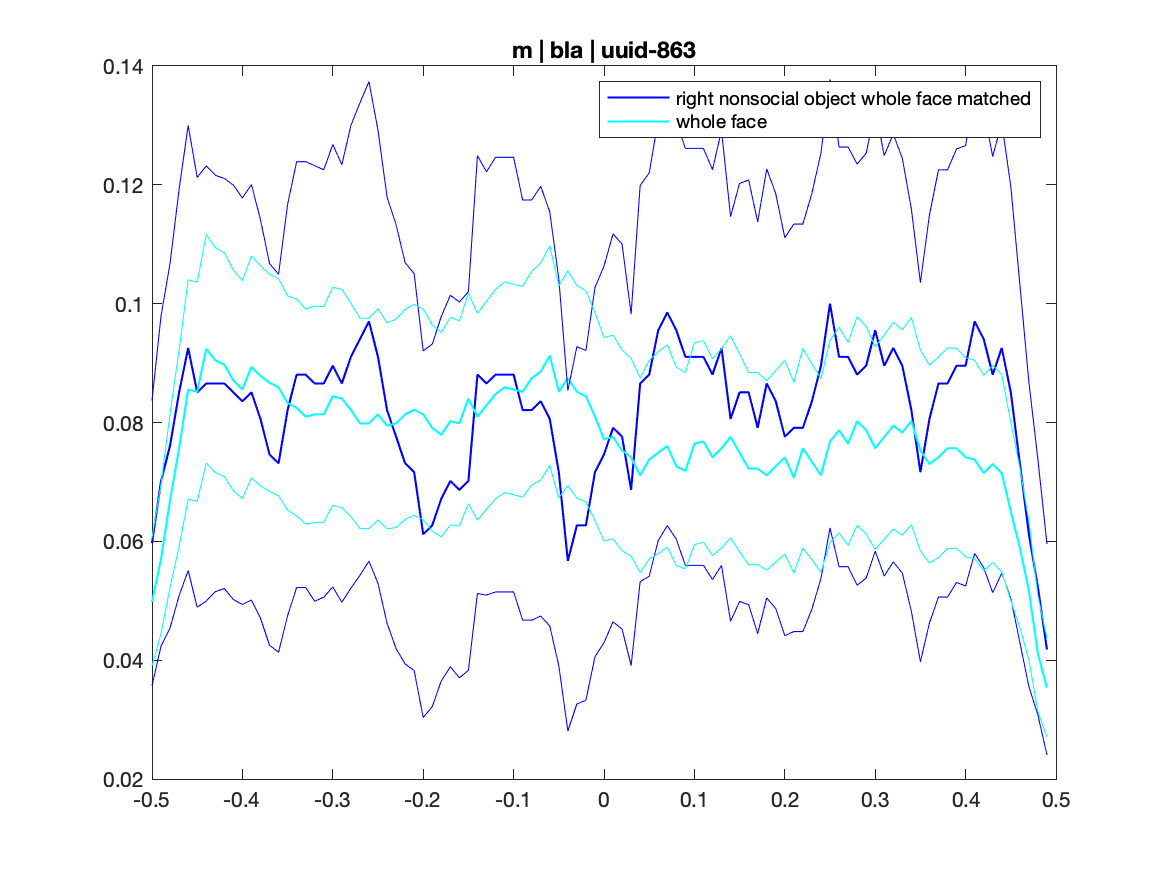 m | bla | uuid-863
right nonsocial object whole face matched
whole face
0.14
0.12
0.1
0.08
0.06
0.04
0.02
-0.5 -0.4 -0.3 -0.2 -0.1 0 0.1 0.2 0.3 0.4 0.5